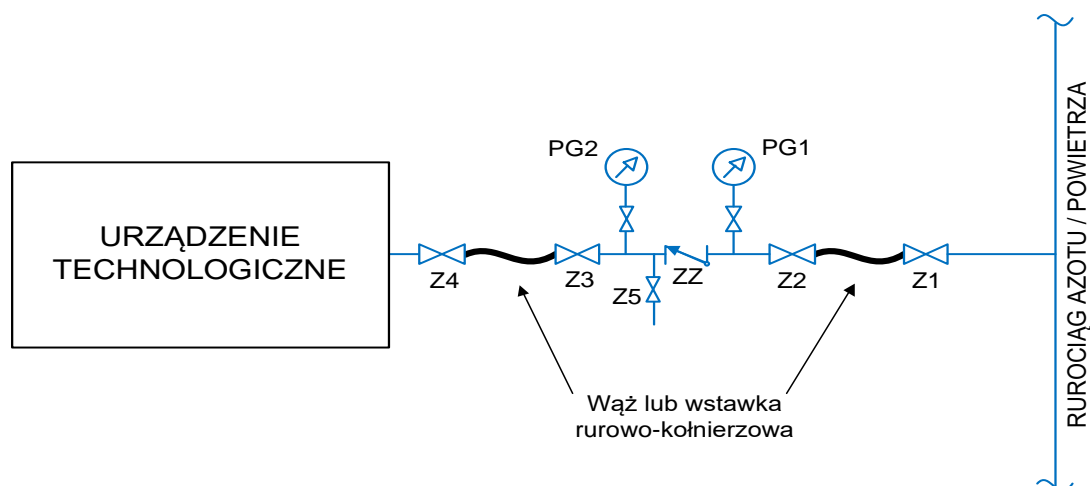 PG2
PG1
URZĄDZENIE
TECHNOLOGICZNE
Z4
Z3
Z5
ZZ
Z2
Z1
Wąż lub wstawka
rurowo-kołnierzowa
RUROCIĄG AZOTU / POWIETRZA